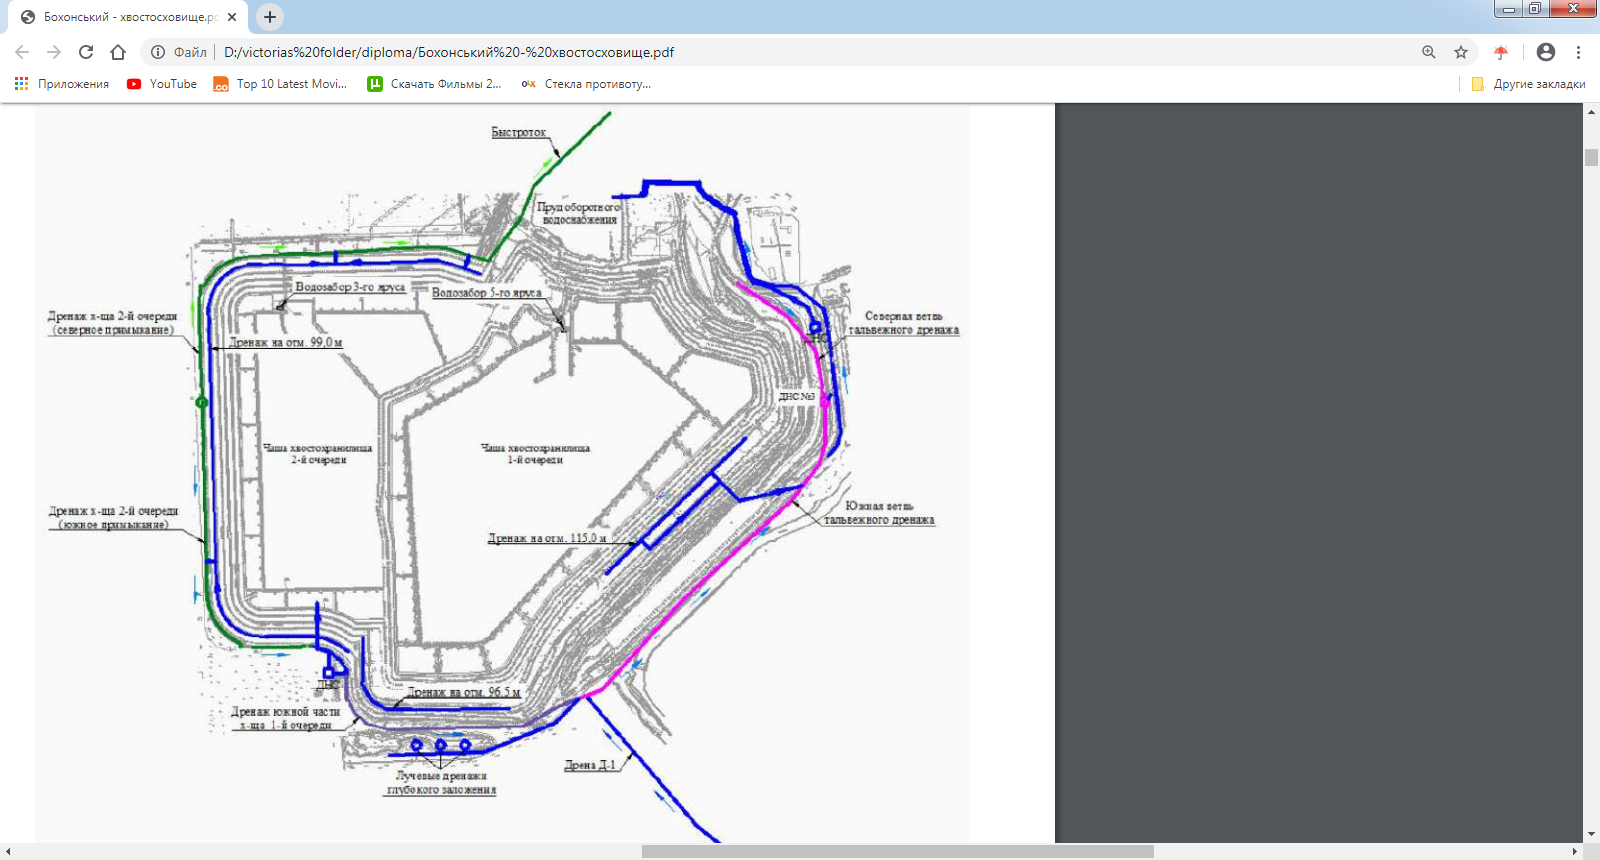 Бохонський - хвостосховище.pd
Файл
D:/victorias%20folder/diploma/Бохонський%20-%20хвостосховище.pdf
Приложения
YouTube
Top 10 Latest Movi...
Скачать Фильмы 2...
Стекла противоту...
Другие закладки
Быстроток
Пруд оборотного
водоснабжения
Водозабор 3-го яруса
Водозабор 5-го яруса
Дренаж х-ща 2-й очереди
(северное примыкание)
Дренаж на отм. 99,0 м
Северная ветвь
тальвежного дренажа
ДНС
ДНС №3
Чаша хвостохранилища
2-й очереди
Чаша хвостохранилища
1-й очереди
Дренаж х-ща 2-й очереди
(южное примыкание)
Южная ветвь
тальвежного дренажа
Дренаж на отм. 115,0 м
ДНС
Дренаж на отм. 96.5 м
Дренаж южной части
х-ща 1-й очереди
Дрена Д-1
Лучевые дренажи
глубокого заложения